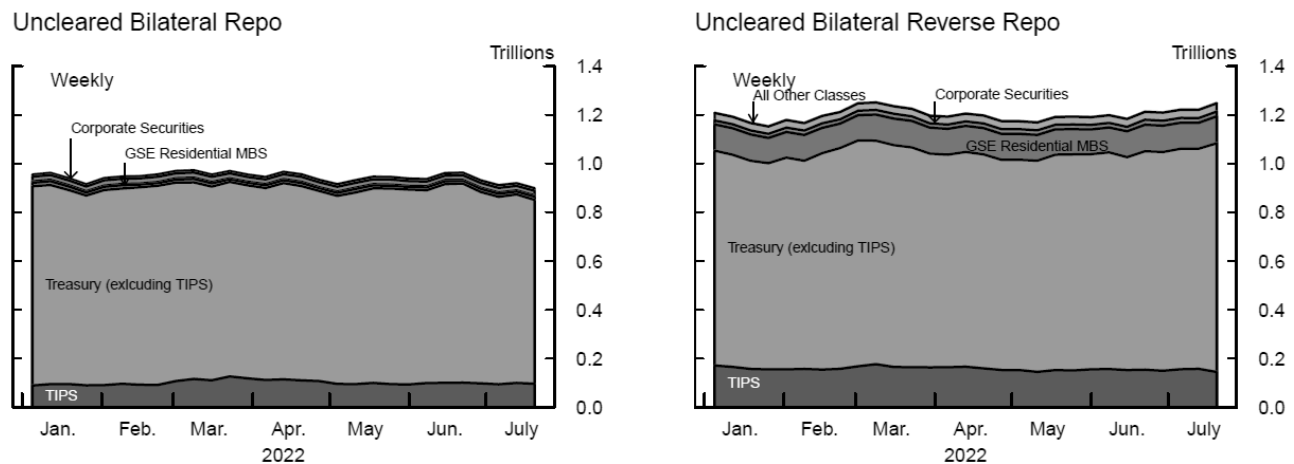 Uncleared Bilateral Repo
Trillions
Weekly
1.4
1.2
Corporate Securities
GSE Residential MBS
1.0
0.8
0.6
Treasury (exlcuding TIPS)
0.4
0.2
TIPS
0.0
Jan. Feb. Mar. Apr. May Jun. July
2022
Uncleared Bilateral Reverse Repo
Trillions
Weekly
1.4
All Other Classes
Corporate Securities
1.2
GSE Residential MBS
1.0
0.8
Treasury (exlcuding TIPS)
0.6
0.4
0.2
TIPS
0.0
Jan. Feb. Mar. Apr. May Jun. July
2022